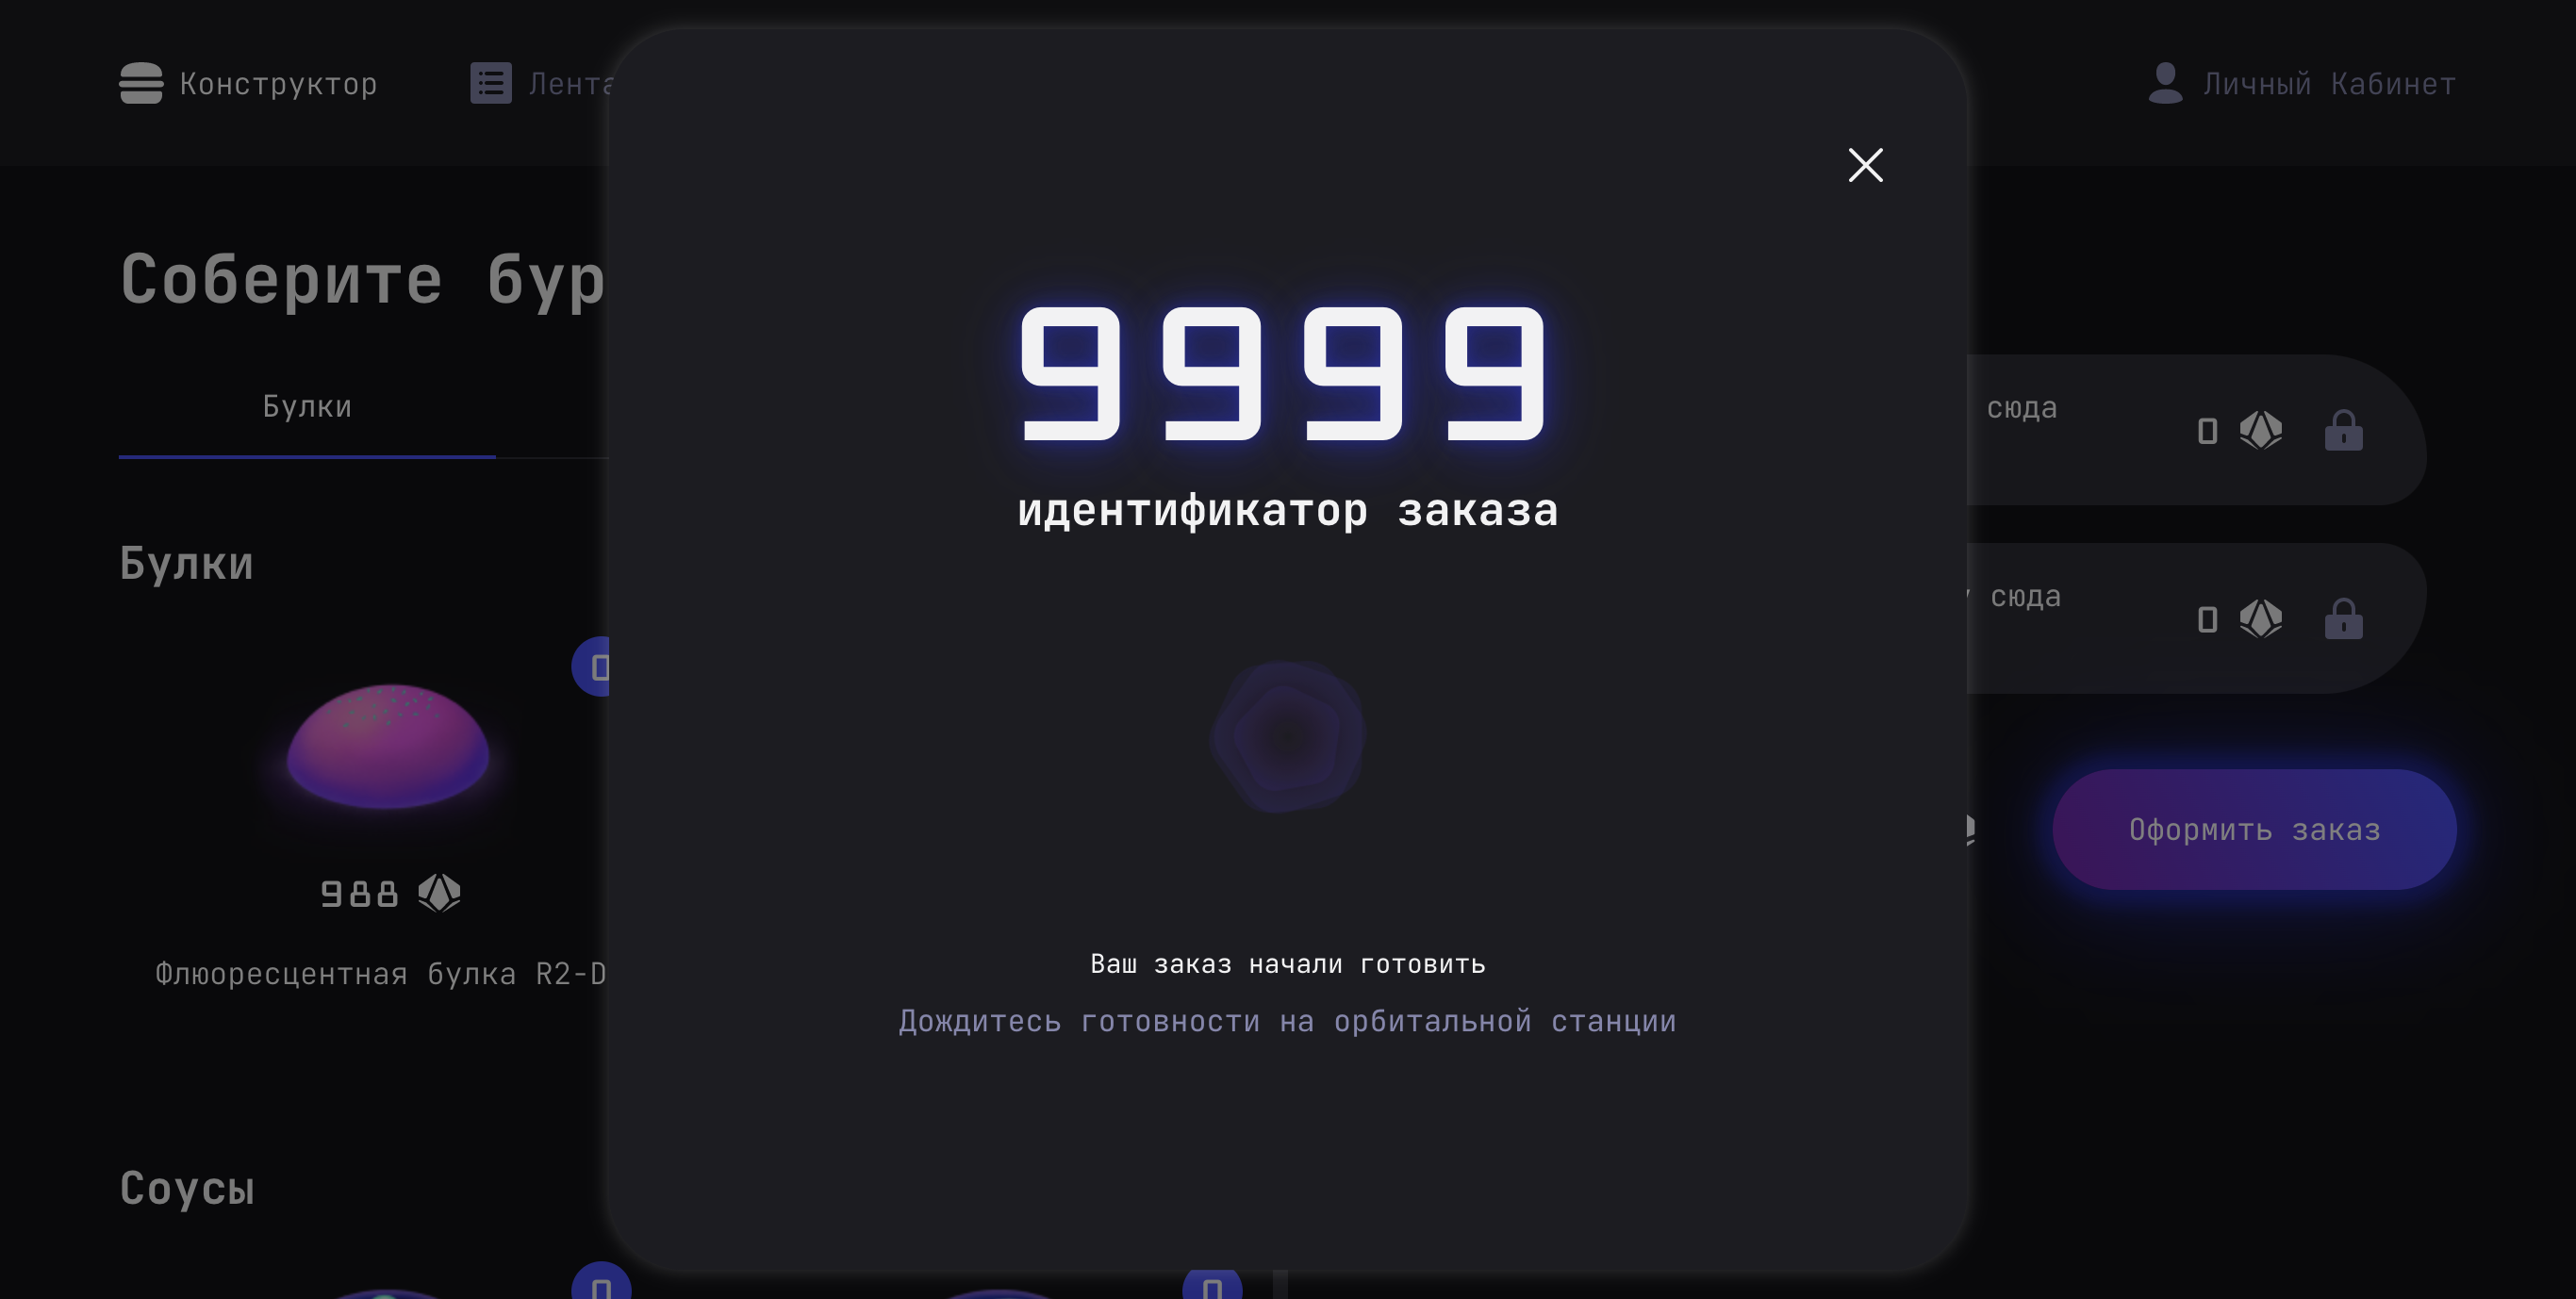 Конструктор
Лента
Личный Кабинет
Соберите бур
Булки
Булки
0
988
Флюоресцентная булка R2-D
Соусы
0
0
9999
идентификатор заказа
Ваш заказ начали готовить
Дождитесь готовности на орбитальной станции
сюда
0
сюда
0
Оформить заказ